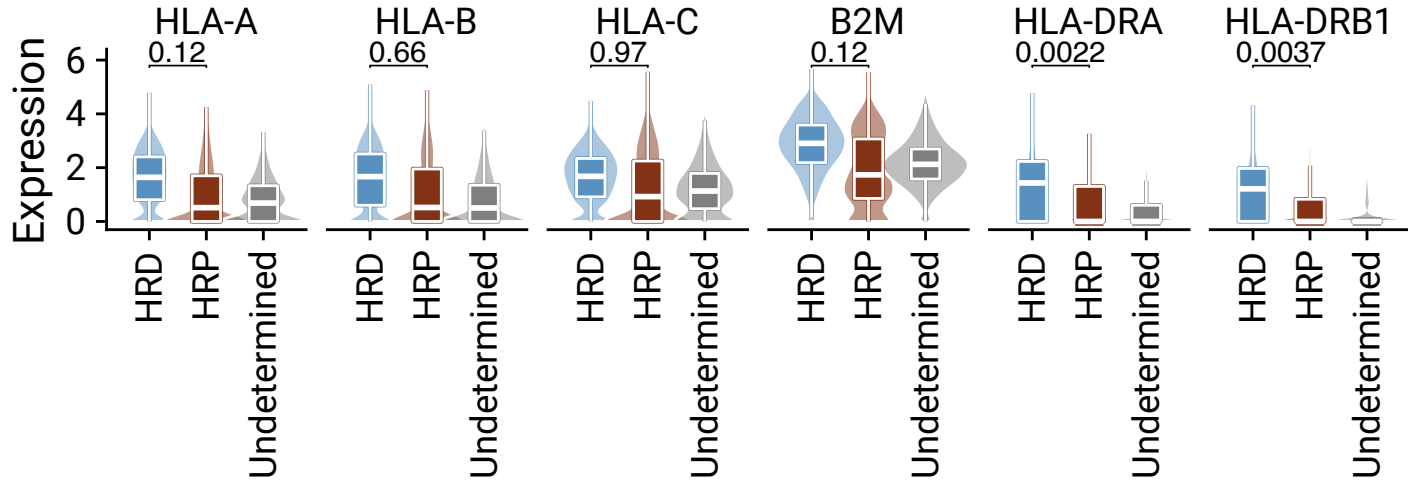 HLA-A HLA-B HLA-C B2M HLA-DRA HLA-DRB1
0.12 0.66 0.97 0.12 0.0022 0.0037
Expression
6
4
2
0
HRD HRP Undetermined HRD HRP Undetermined HRD HRP Undetermined HRD HRP Undetermined HRD HRP Undetermined HRD HRP Undetermined